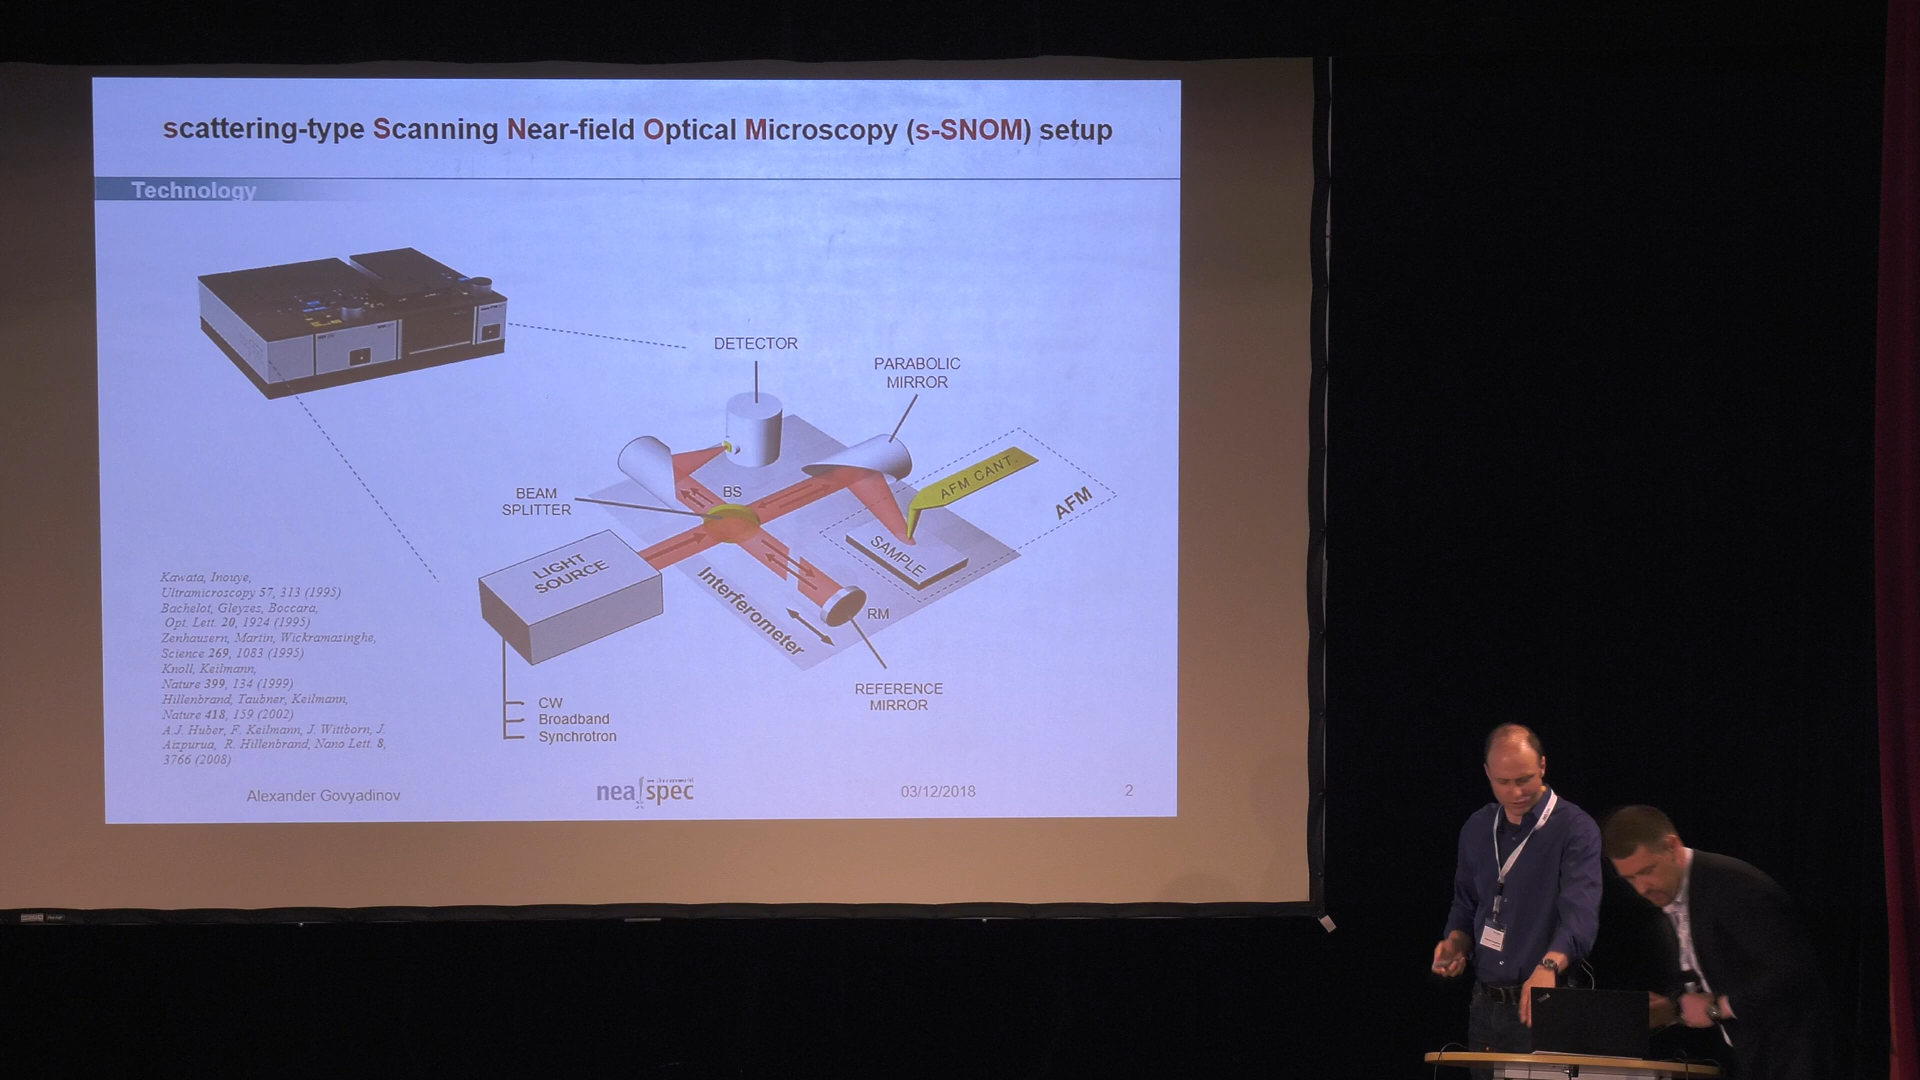 scattering-type Scanning Near-field Optical Microscopy (s-SNOM) setup
Technology
DETECTOR
PARABOLIC
MIRROR
AFM CANT.
AFM
BS
BEAM
SPLITTER
SAMPLE
LIGHT
SOURCE
Interferometer
RM
REFERENCE
MIRROR
CW
Broadband
Synchrotron
Kawata, Inouye,
Ultramicroscopy 57, 313 (1995)
Bachelot, Gleyzes, Boccara,
Opt. Lett. 20, 1924 (1995)
Zenhausern, Martin, Wickramasinghe,
Science 269, 1083 (1995)
Knoll, Keilmann,
Nature 399, 134 (1999)
Hillenbrand, Taubner, Keilmann,
Nature 418, 159 (2002)
A.J. Huber, F. Keilmann, J. Wittborn, J.
Aizpurua, R. Hillenbrand, Nano Lett. 8,
3766 (2008)
Alexander Govyadinov
neaspec
03/12/2018
2